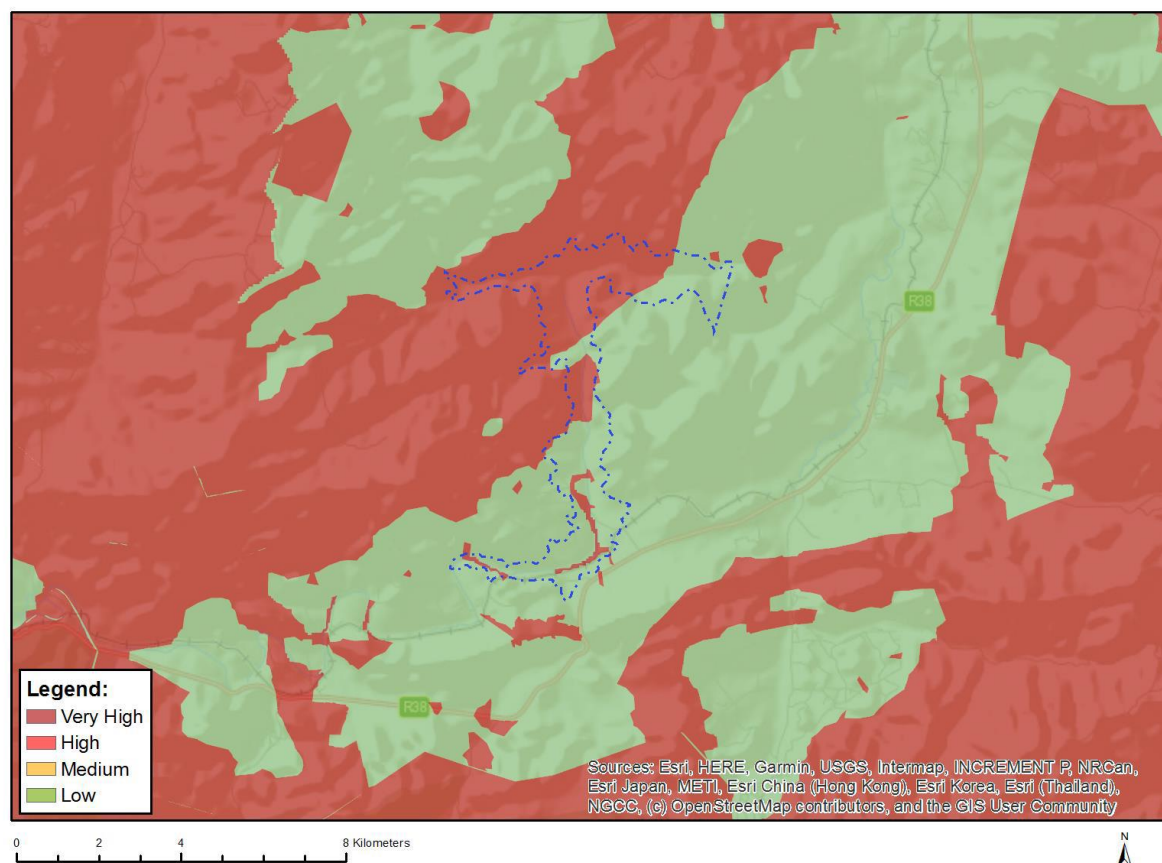 R38
R38
Legend:
Very High
High
Medium
Low
Sources: Esri, HERE, Garmin, USGS, Intermap, INCREMENT P, NRCan,
Esri Japan, METI, Esri China (Hong Kong), Esri Korea, Esri (Thailand),
NGCC, (c) OpenStreetMap contributors, and the GIS User Community
0 2 4 8 Kilometers
N